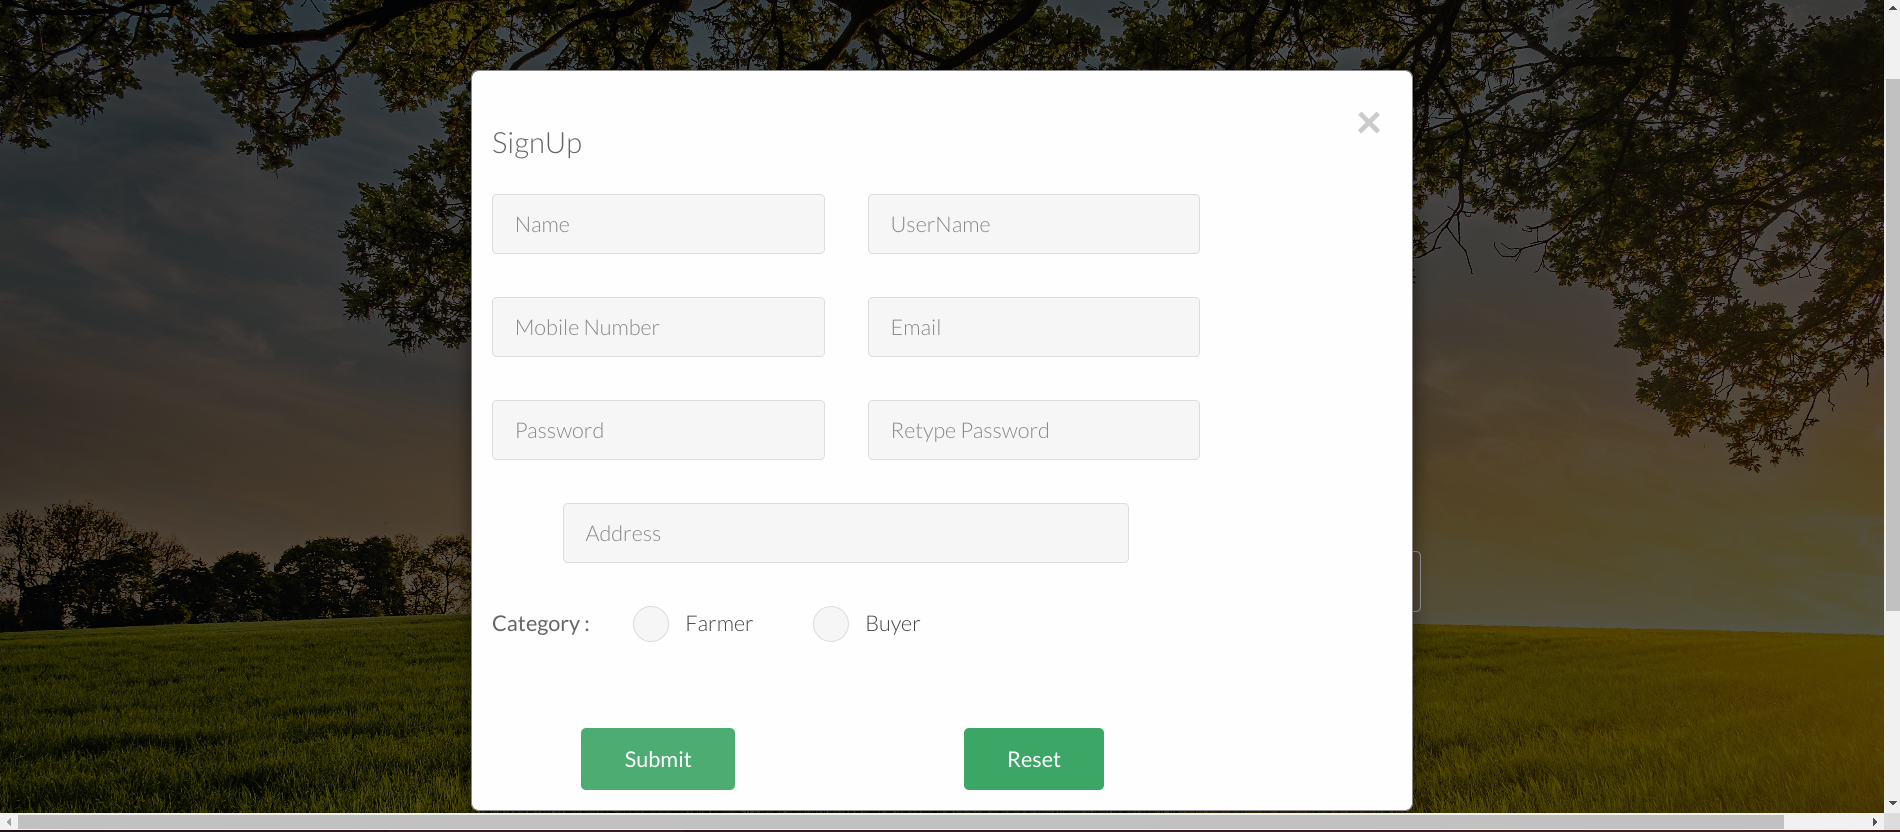 SignUp
×
Name UserName
Mobile Number Email
Password Retype Password
Address
Category : Farmer Buyer
Submit Reset